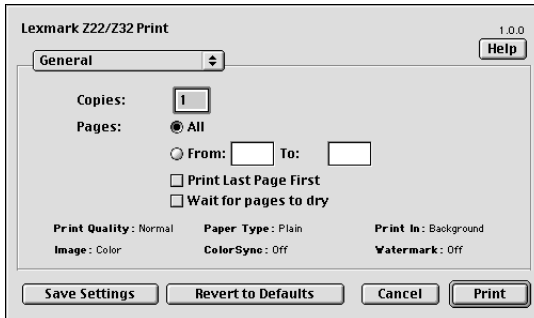 Lexmark Z22/Z32 Print
1.0.0
Help
General
Copies: 1
Pages: All
From: To:
Print Last Page First
Wait for pages to dry
Print Quality: Normal Paper Type: Plain Print In: Background
Image: Color ColorSync: Off Watermark: Off
Save Settings Revert to Defaults Cancel Print